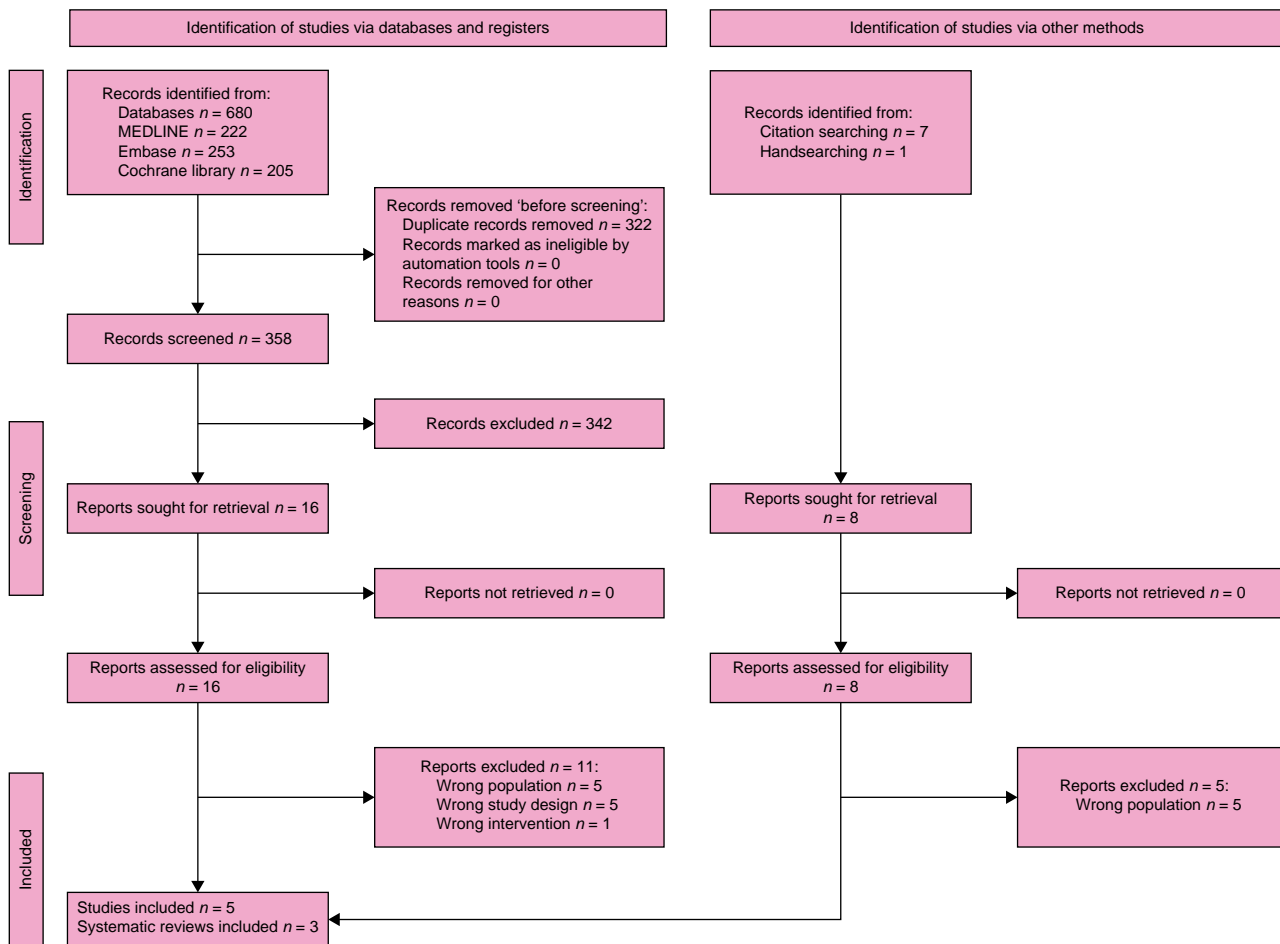 Identification of studies via databases and registers
Identification of studies via other methods
Identification
Records identified from:
Databases n = 680
MEDLINE n = 222
Embase n = 253
Cochrane library n = 205
Records identified from:
Citation searching n = 7
Handsearching n = 1
Records removed ‘before screening’:
Duplicate records removed n = 322
Records marked as ineligible by
automation tools n = 0
Records removed for other
reasons n = 0
Records screened n = 358
Records excluded n = 342
Screening
Reports sought for retrieval n = 16
Reports sought for retrieval
n = 8
Reports not retrieved n = 0
Reports not retrieved n = 0
Reports assessed for eligibility
n = 16
Reports assessed for eligibility
n = 8
Reports excluded n = 11:
Wrong population n = 5
Wrong study design n = 5
Wrong intervention n = 1
Reports excluded n = 5:
Wrong population n = 5
Included
Studies included n = 5
Systematic reviews included n = 3